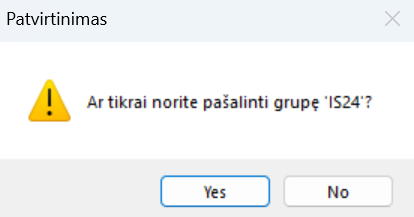 Patvirtinimas
Ar tikrai norite pašalinti grupę 'IS24'?
Yes No